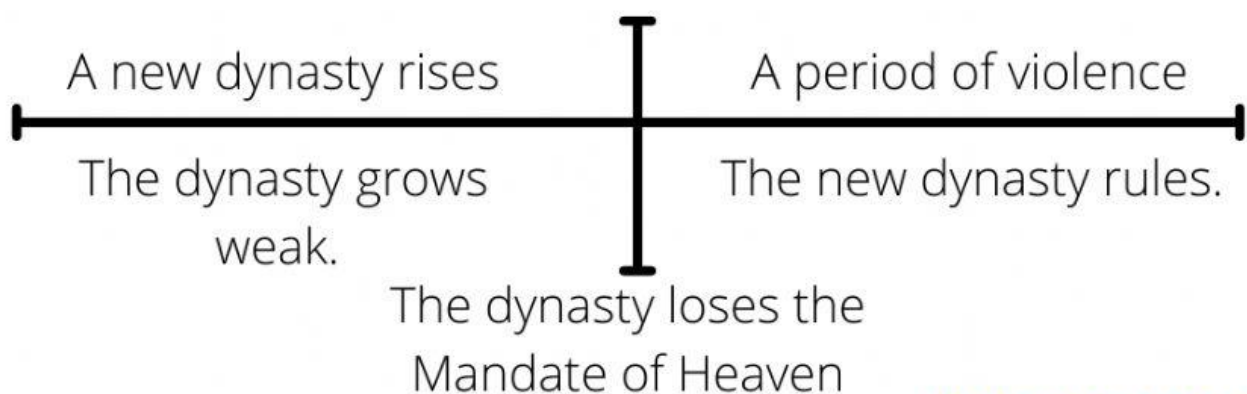 A new dynasty rises
A period of violence
The dynasty grows
weak.
The new dynasty rules.
The dynasty loses the
Mandate of Heaven